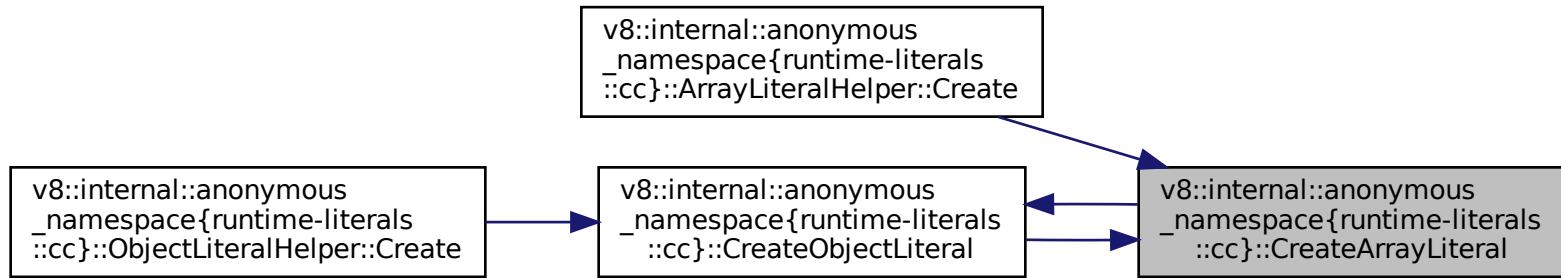 v8::internal::anonymous
_namespace{runtime-literals
::cc}::ArrayLiteralHelper::Create
v8::internal::anonymous
_namespace{runtime-literals
::cc}::ObjectLiteralHelper::Create
v8::internal::anonymous
_namespace{runtime-literals
::cc}::CreateObjectLiteral
v8::internal::anonymous
_namespace{runtime-literals
::cc}::CreateArrayLiteral